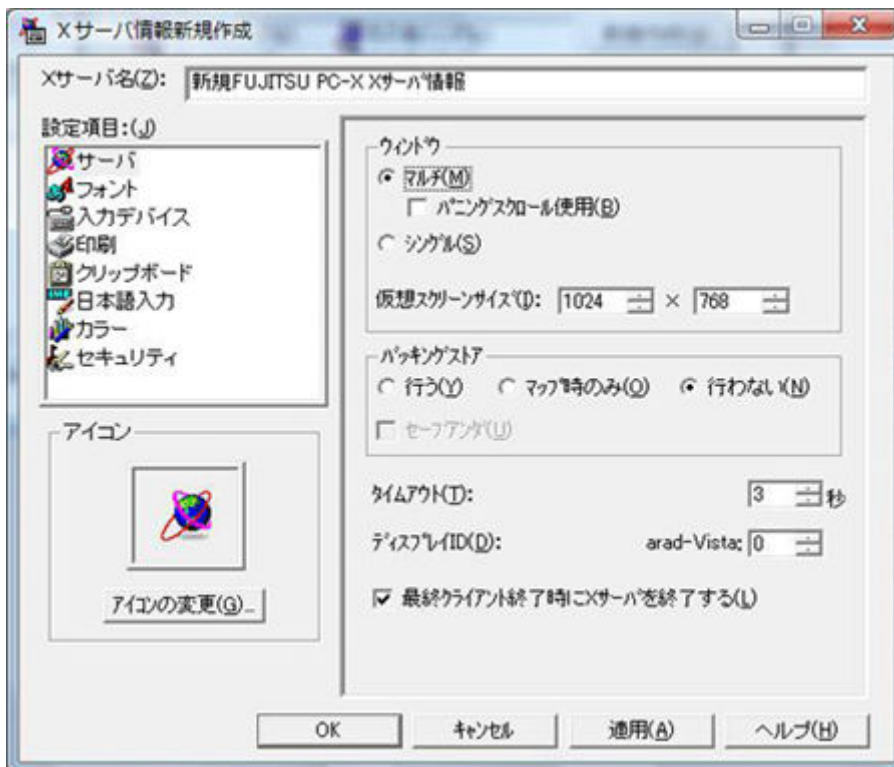 Xサーバ情報新規作成
Xサーバ名(Z): 新規FUJITSU PC-X Xサーバ情報
設定項目:(J)
サーバ
フォント
入力デバイス
印刷
クリップボード
日本語入力
カラー
セキュリティ
アイコン
アイコンの変更(G)...
ウィンドウ
マルチ(M)
パニングスクロール使用(B)
シングル(S)
仮想スクリーンサイズ(I): 1024 × 768
バッキングストア
行う(Y) マップ時のみ(O) 行わない(N)
セーブアンダ(U)
タイムアウト(T): 3 秒
ディスプレイID(D): arad-Vista: 0
最終クライアント終了時にXサーバを終了する(L)
OK キャンセル 適用(A) ヘルプ(H)